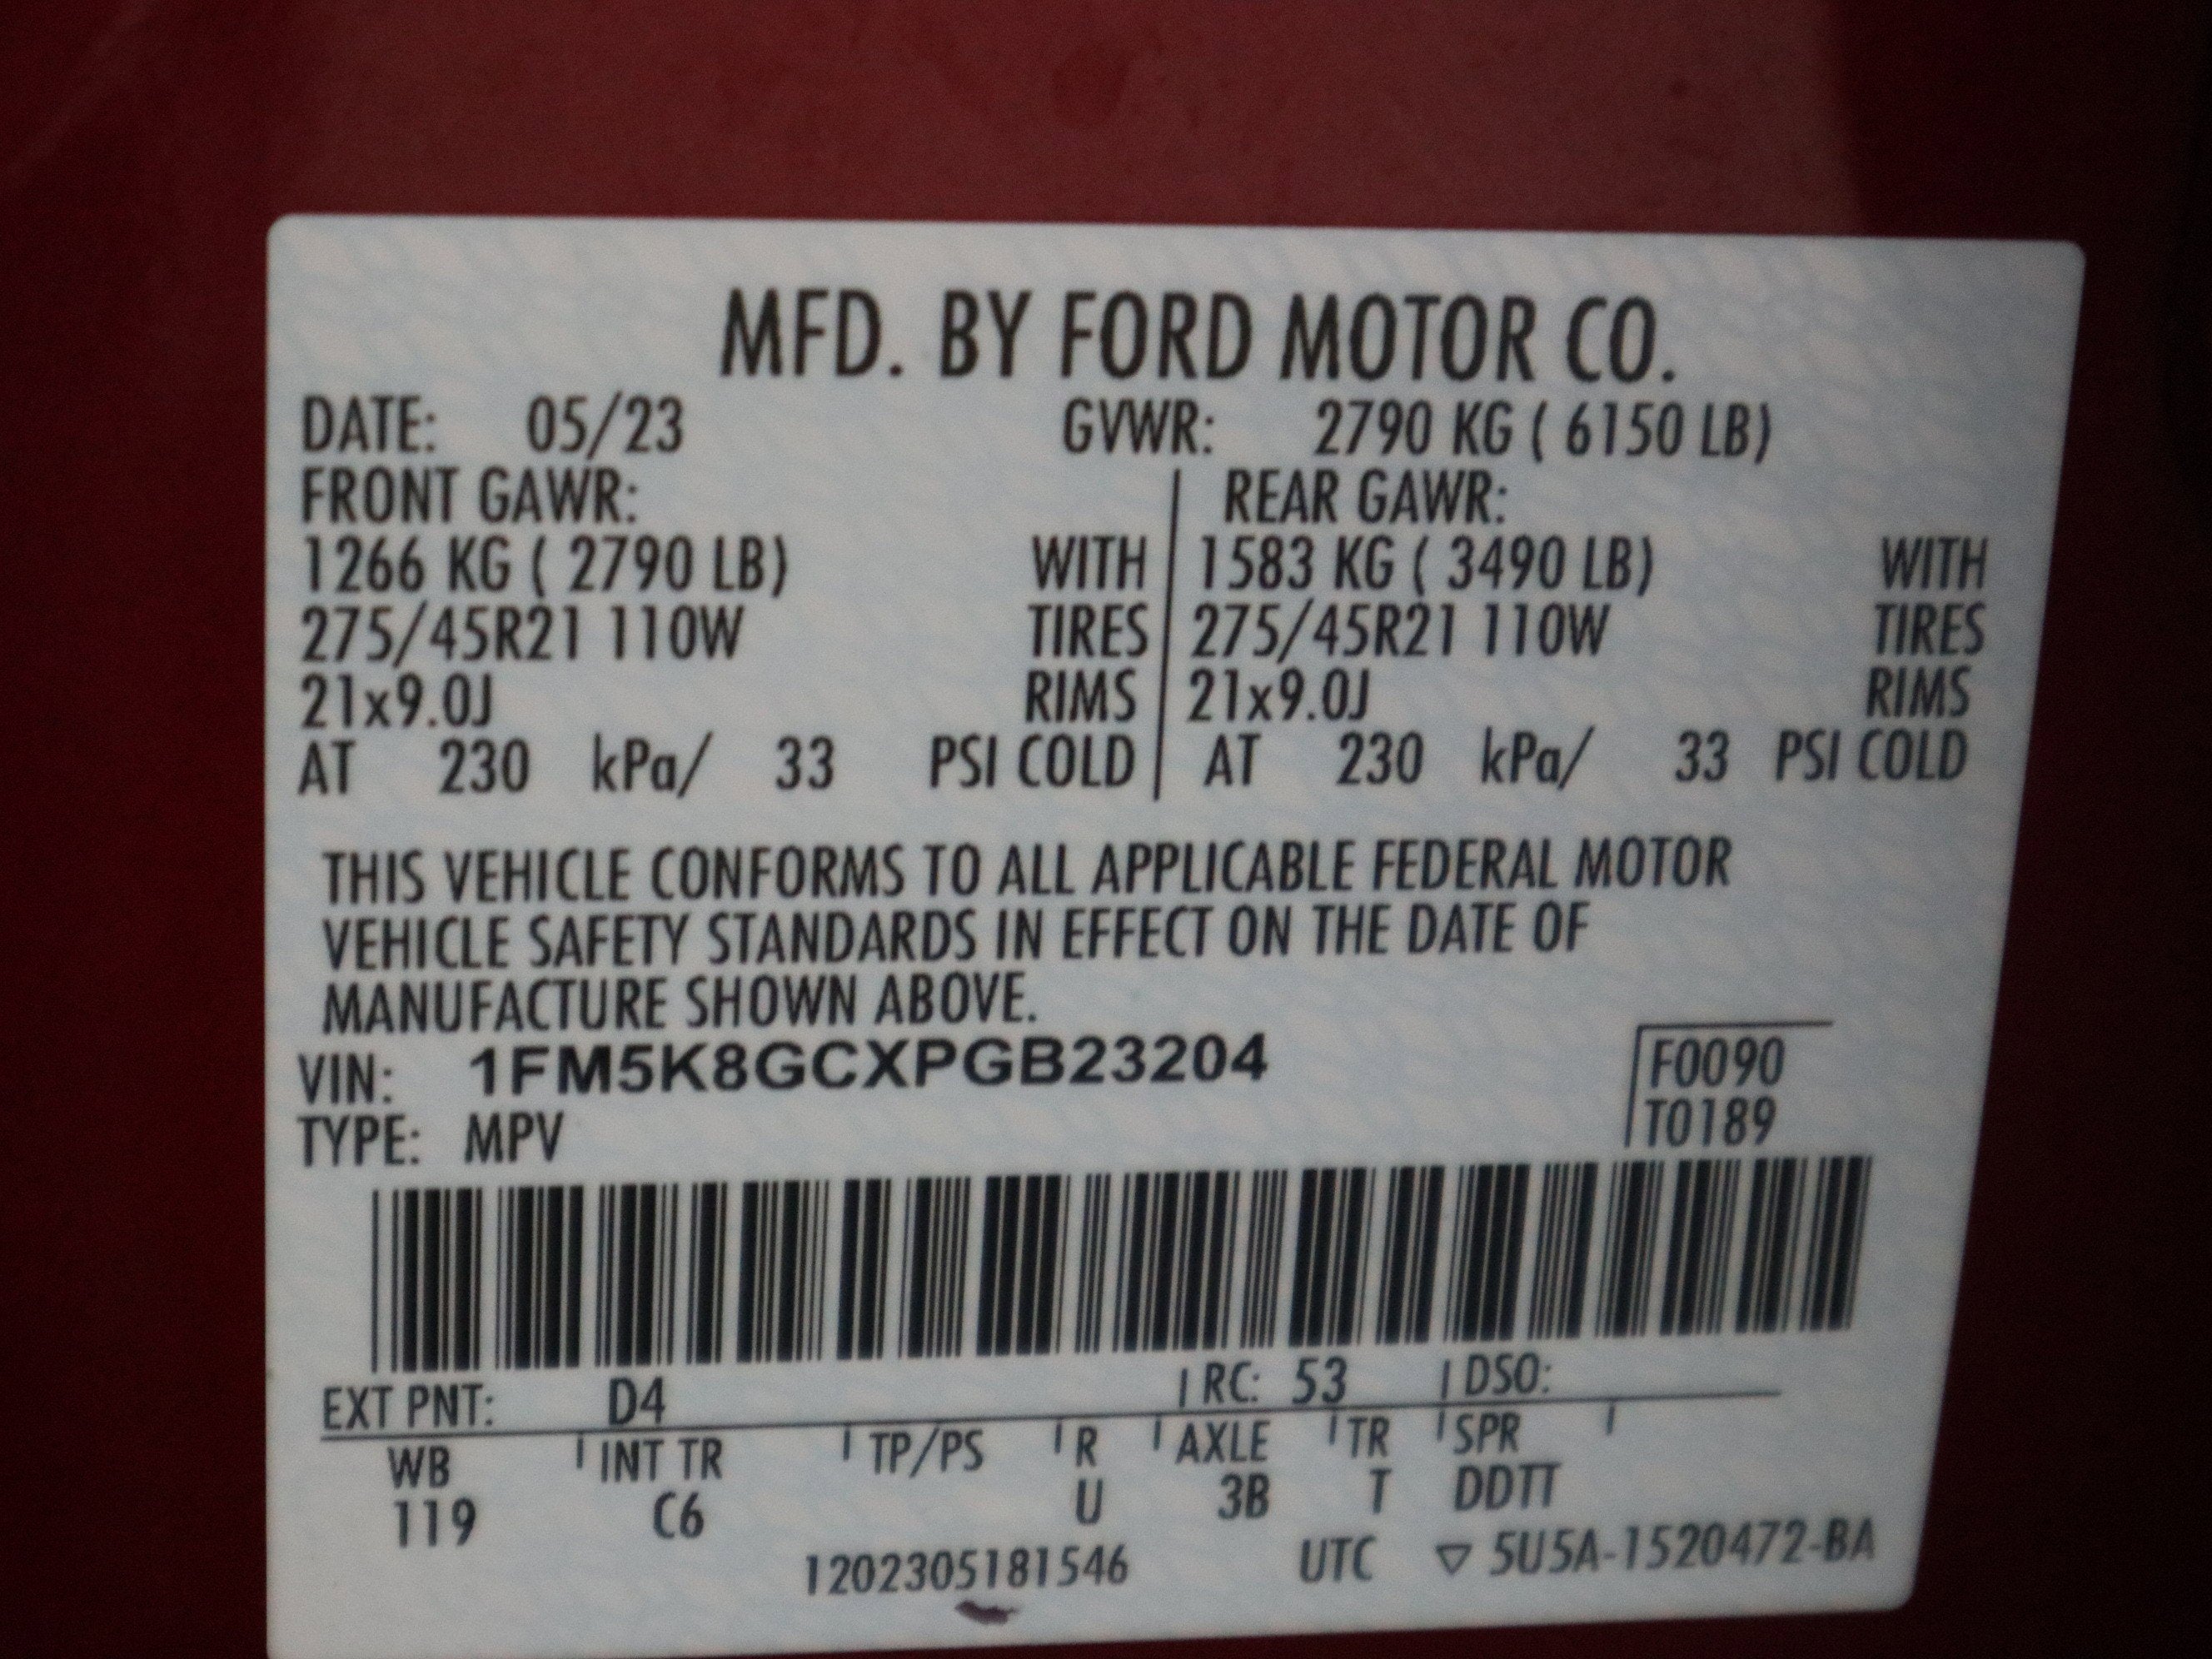 MFD. BY FORD MOTOR CO.
DATE: 05/23 GVWR: 2790 KG ( 6150 LB)
FRONT GAWR: REAR GAWR:
1266 KG ( 2790 LB) WITH 1583 KG ( 3490 LB) WITH
275/45R21 110W TIRES 275/45R21 110W TIRES
21x9.0J RIMS 21x9.0J RIMS
AT 230 kPa/ 33 PSI COLD AT 230 kPa/ 33 PSI COLD
THIS VEHICLE CONFORMS TO ALL APPLICABLE FEDERAL MOTOR
VEHICLE SAFETY STANDARDS IN EFFECT ON THE DATE OF
MANUFACTURE SHOWN ABOVE.
VIN: 1FM5K8GCXPGB23204 F0090
TYPE: MPV T0189
EXT PNT: D4 RC: 53 DSO:
WB INT TR TP/PS R AXLE TR SPR
119 C6 U 3B T DDTT
1202305181546 UTC ▽ 5U5A-1520472-BA